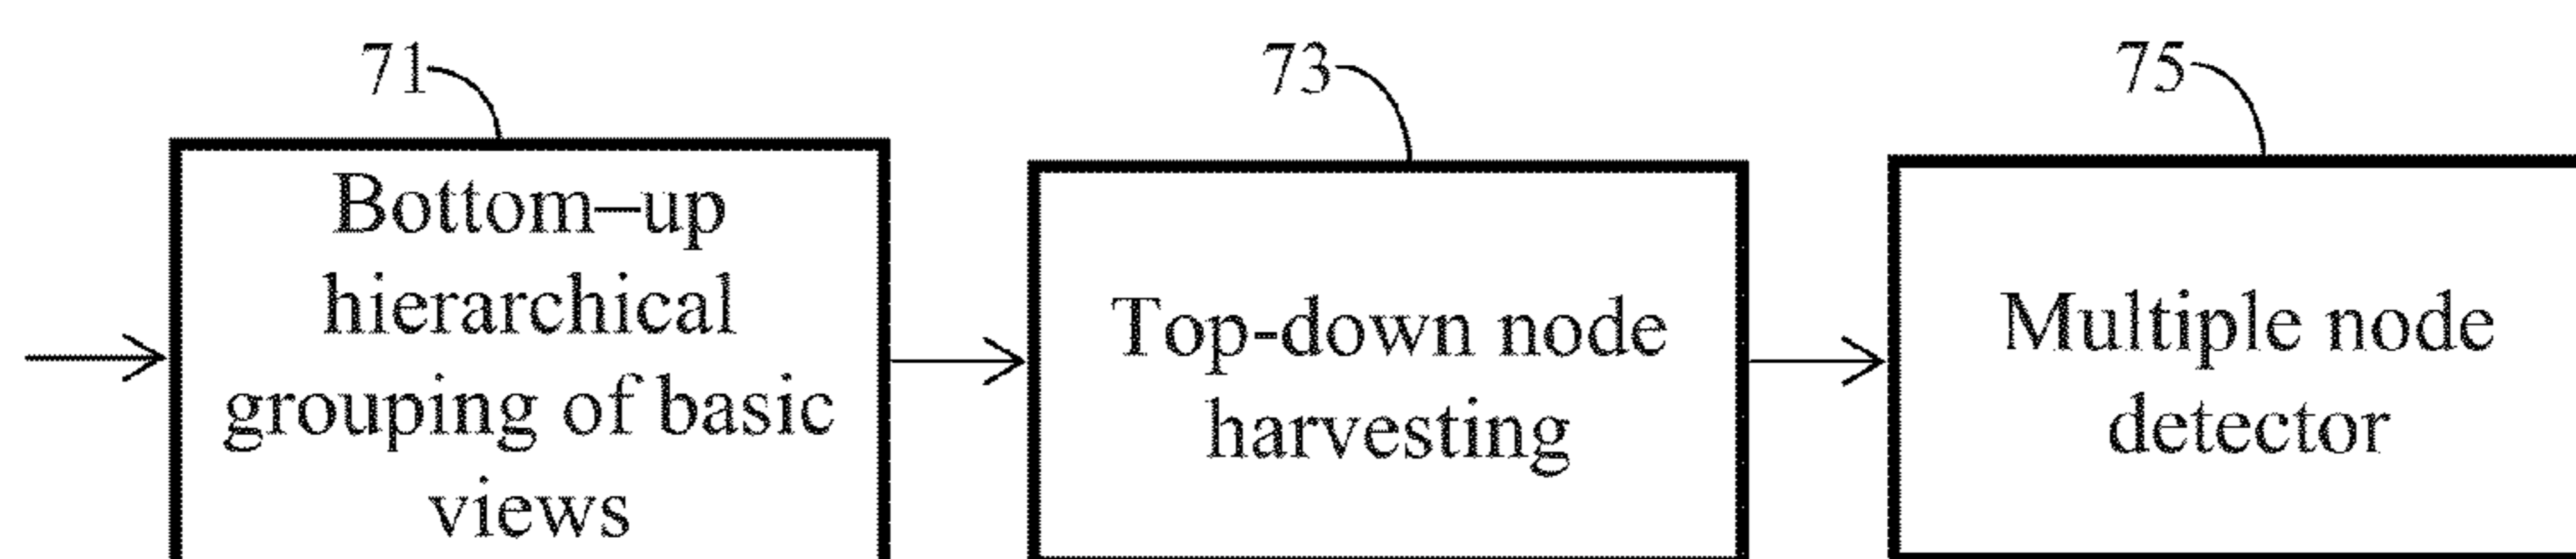 71
73
75
Bottom–up
hierarchical
grouping of basic
views
Top-down node
harvesting
Multiple node
detector